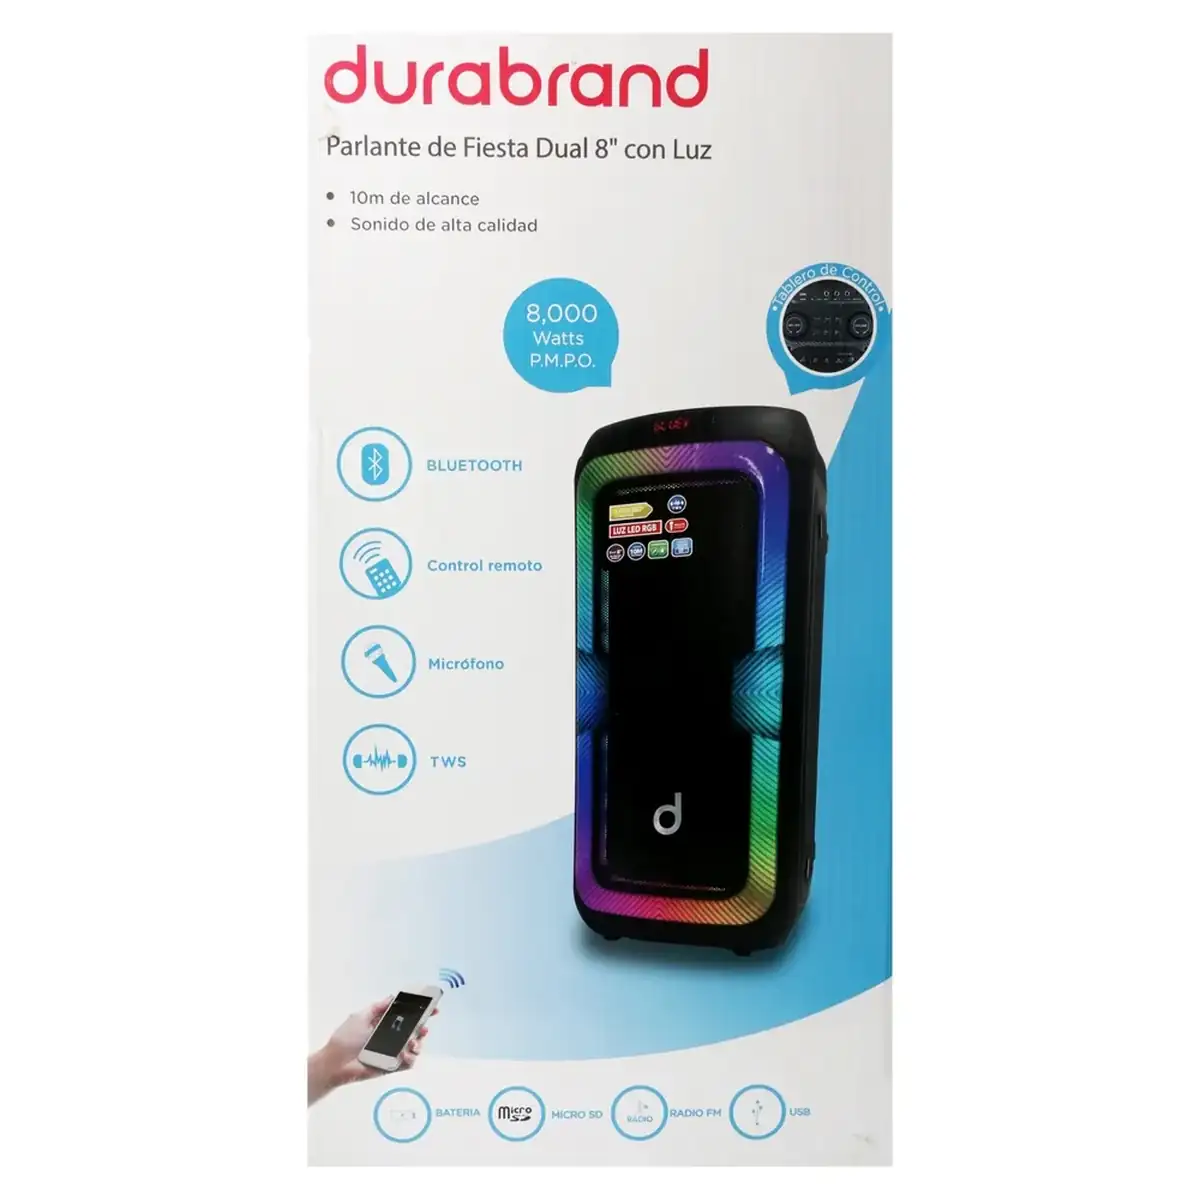 durabrand
Parlante de Fiesta Dual 8" con Luz
• 10m de alcance
• Sonido de alta calidad
•Tablero de Control•
8,000
Watts
P.M.P.O.
BLUETOOTH
Control remoto
Micrófono
TWS
TWS
LUZ LED RGB
10M
d
BATERIA
Micro
SD
MICRO SD
RADIO
RADIO FM
USB